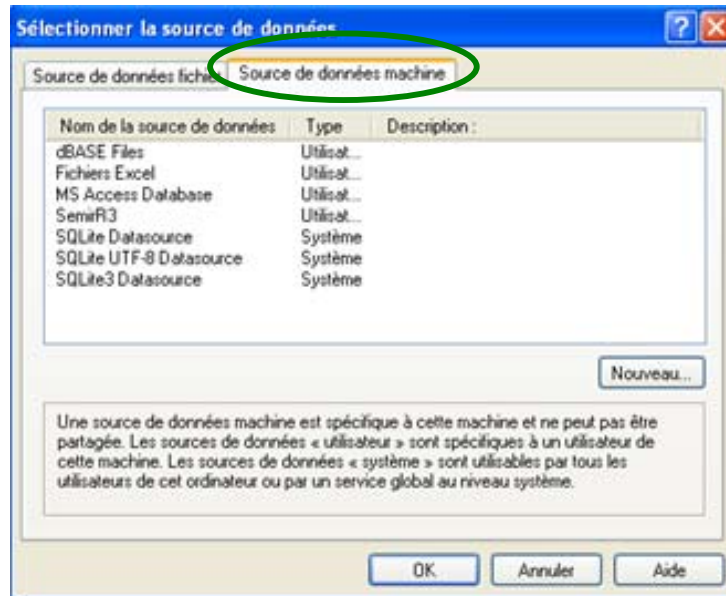 Sélectionner la source de données
Source de données fichier
Source de données machine
Nom de la source de données Type Description :
dBASE Files Utilisat...
Fichiers Excel Utilisat...
MS Access Database Utilisat...
SemirR3 Utilisat...
SQLite Datasource Système
SQLite UTF-8 Datasource Système
SQLite3 Datasource Système
Nouveau...
Une source de données machine est spécifique à cette machine et ne peut pas être
partagée. Les sources de données « utilisateur » sont spécifiques à un utilisateur de
cette machine. Les sources de données « système » sont utilisables par tous les
utilisateurs de cet ordinateur ou par un service global au niveau système.
OK Annuler Aide